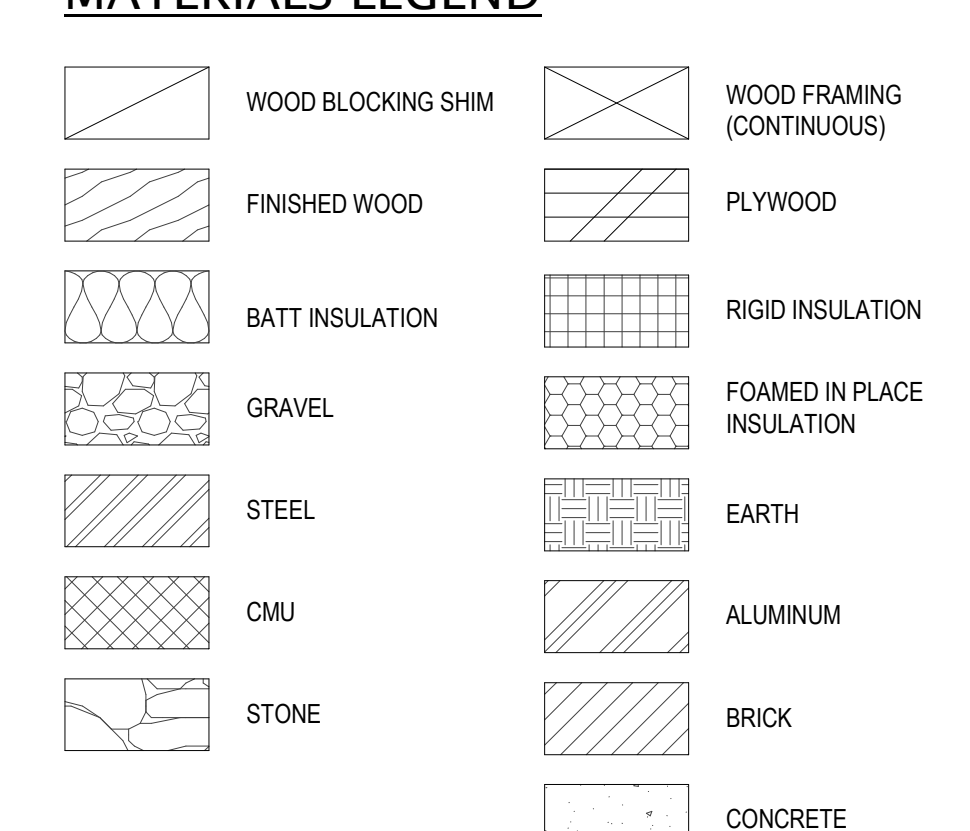 MATERIALS LEGEND
WOOD BLOCKING SHIM
FINISHED WOOD
BATT INSULATION
GRAVEL
STEEL
CMU
STONE
WOOD FRAMING
(CONTINUOUS)
PLYWOOD
RIGID INSULATION
FOAMED IN PLACE
INSULATION
EARTH
ALUMINUM
BRICK
CONCRETE